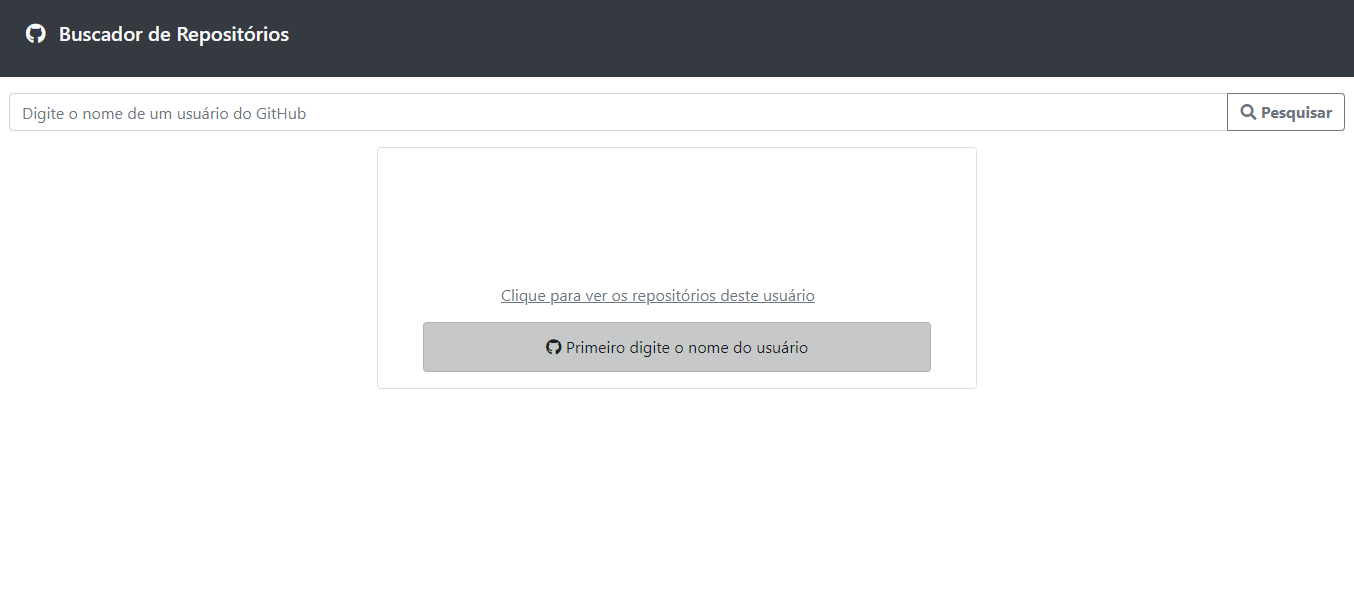 Buscador de Repositórios
Digite o nome de um usuário do GitHub
Pesquisar
Clique para ver os repositórios deste usuário
Primeiro digite o nome do usuário